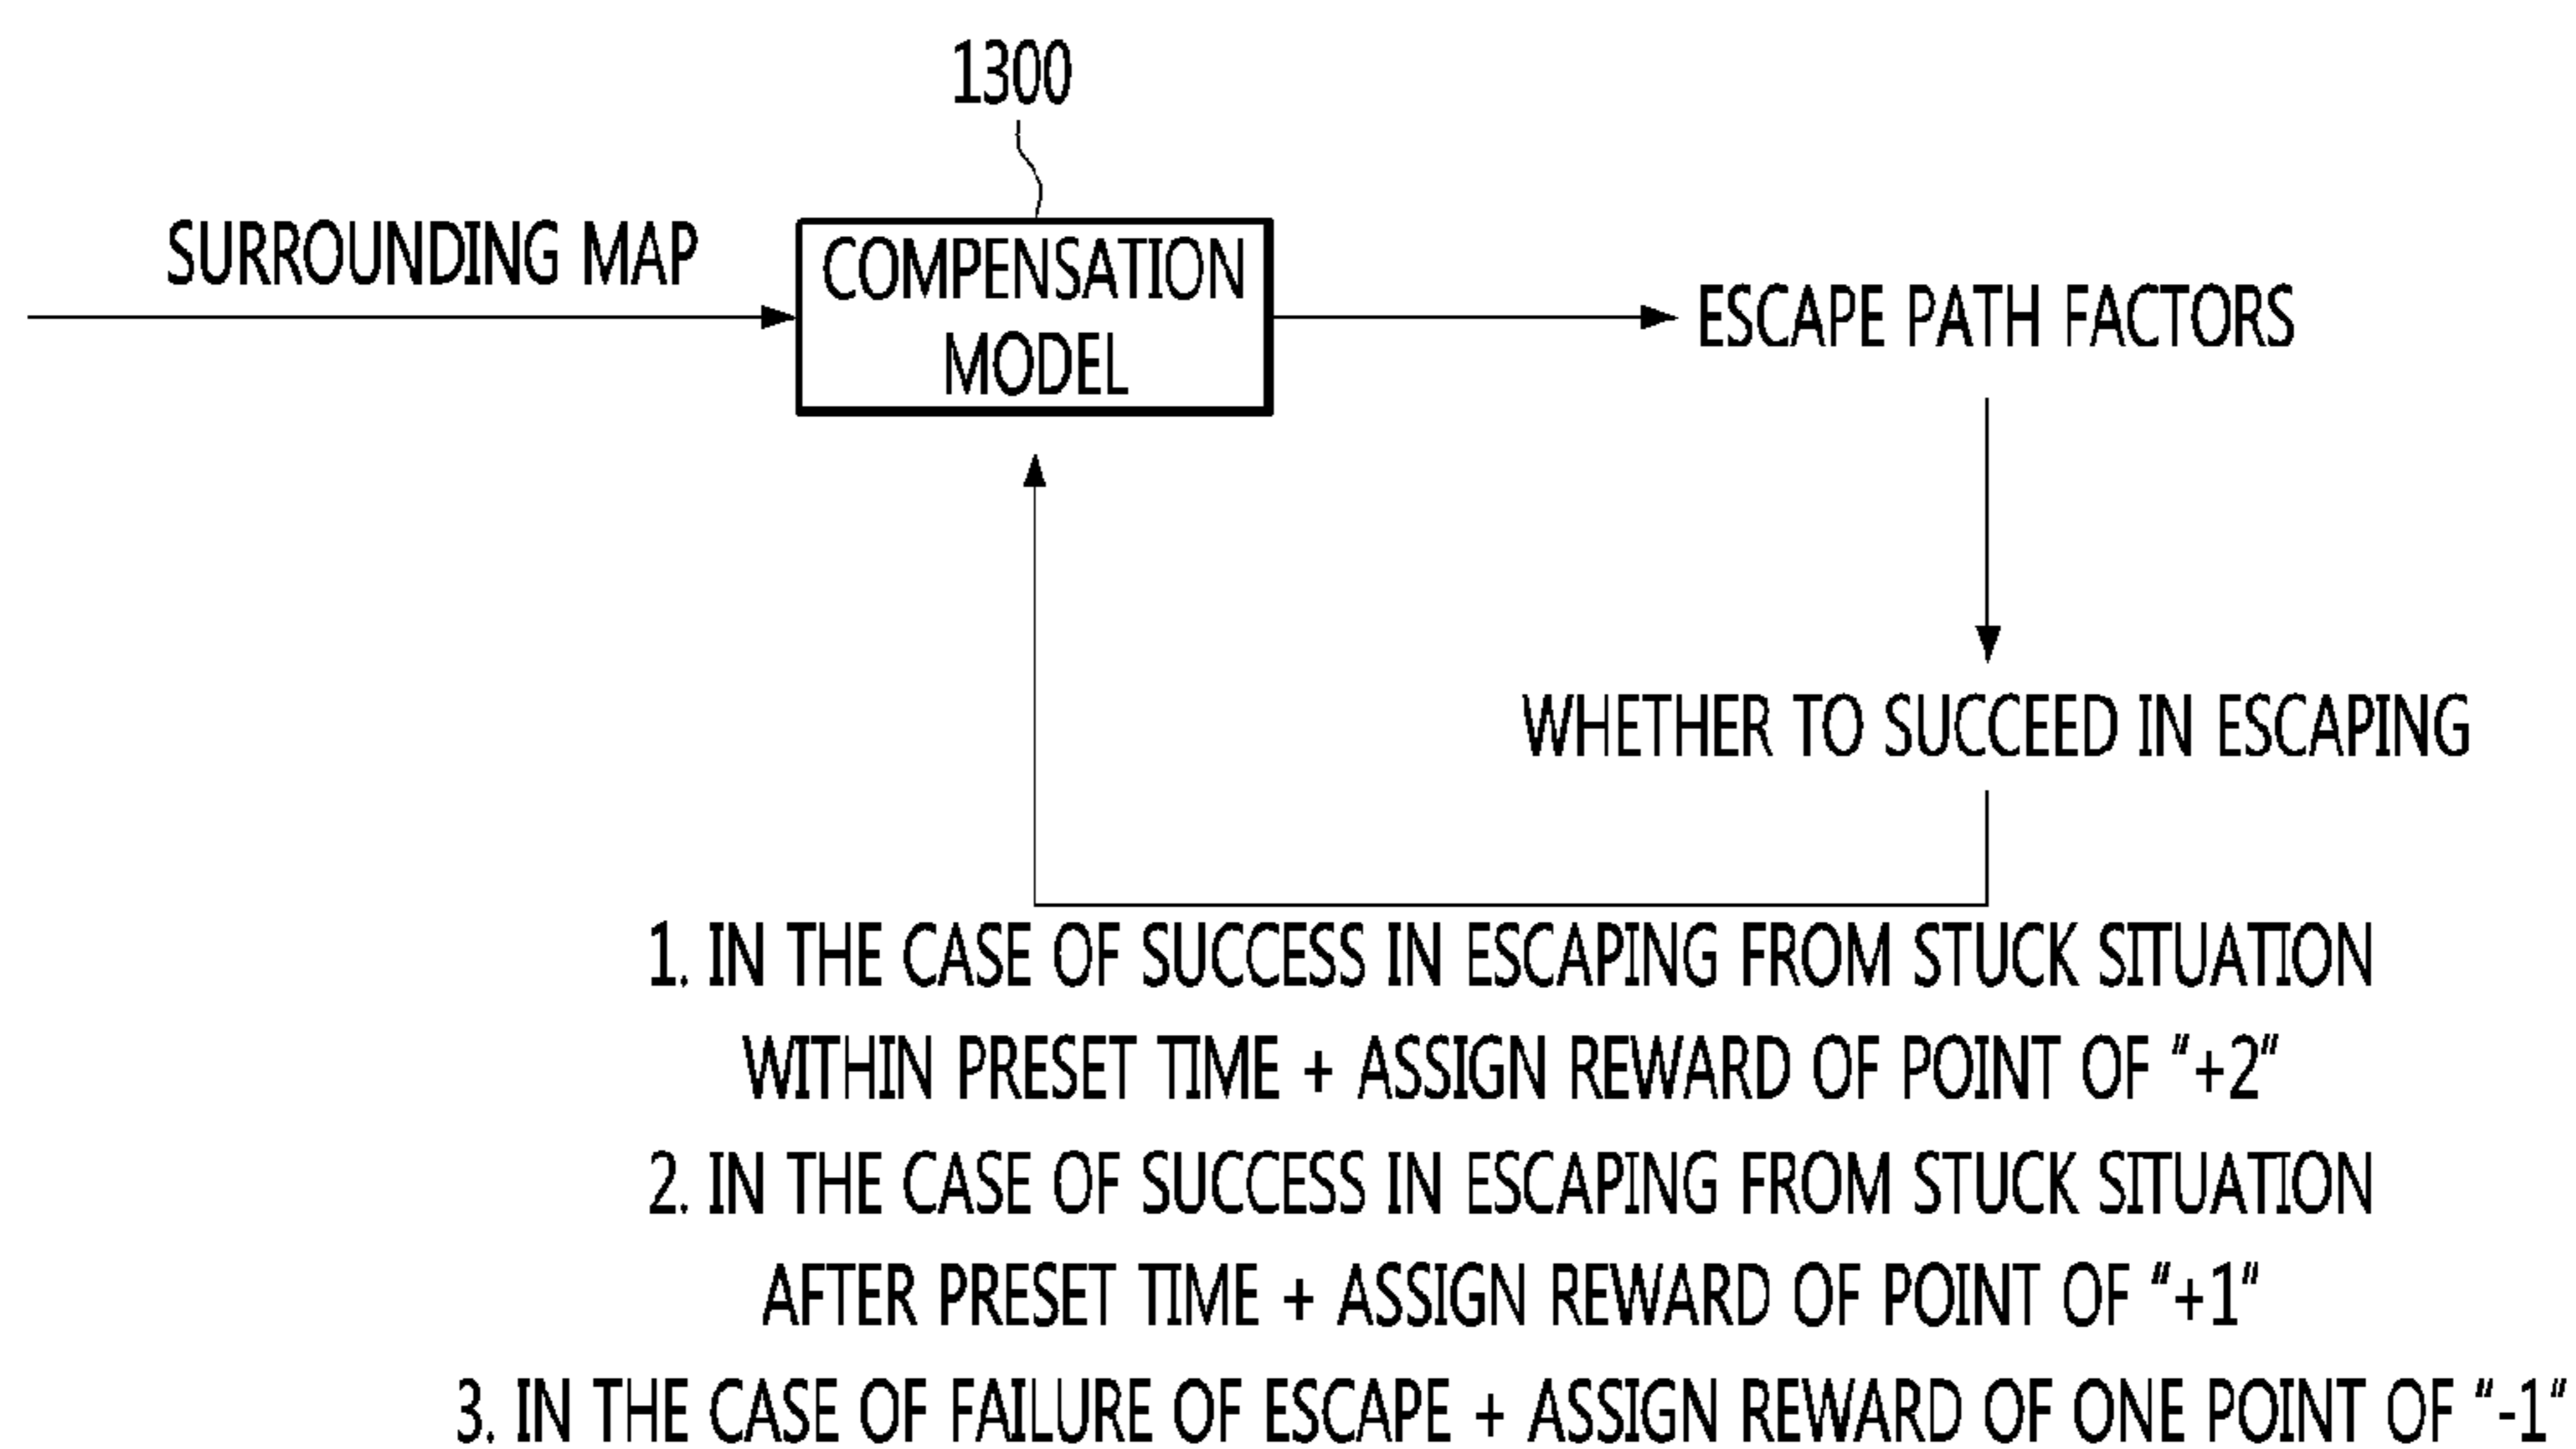 1300
SURROUNDING MAP
COMPENSATION
MODEL
ESCAPE PATH FACTORS
WHETHER TO SUCCEED IN ESCAPING
1. IN THE CASE OF SUCCESS IN ESCAPING FROM STUCK SITUATION
WITHIN PRESET TIME + ASSIGN REWARD OF POINT OF "+2"
2. IN THE CASE OF SUCCESS IN ESCAPING FROM STUCK SITUATION
AFTER PRESET TIME + ASSIGN REWARD OF POINT OF "+1"
3. IN THE CASE OF FAILURE OF ESCAPE + ASSIGN REWARD OF ONE POINT OF "-1"